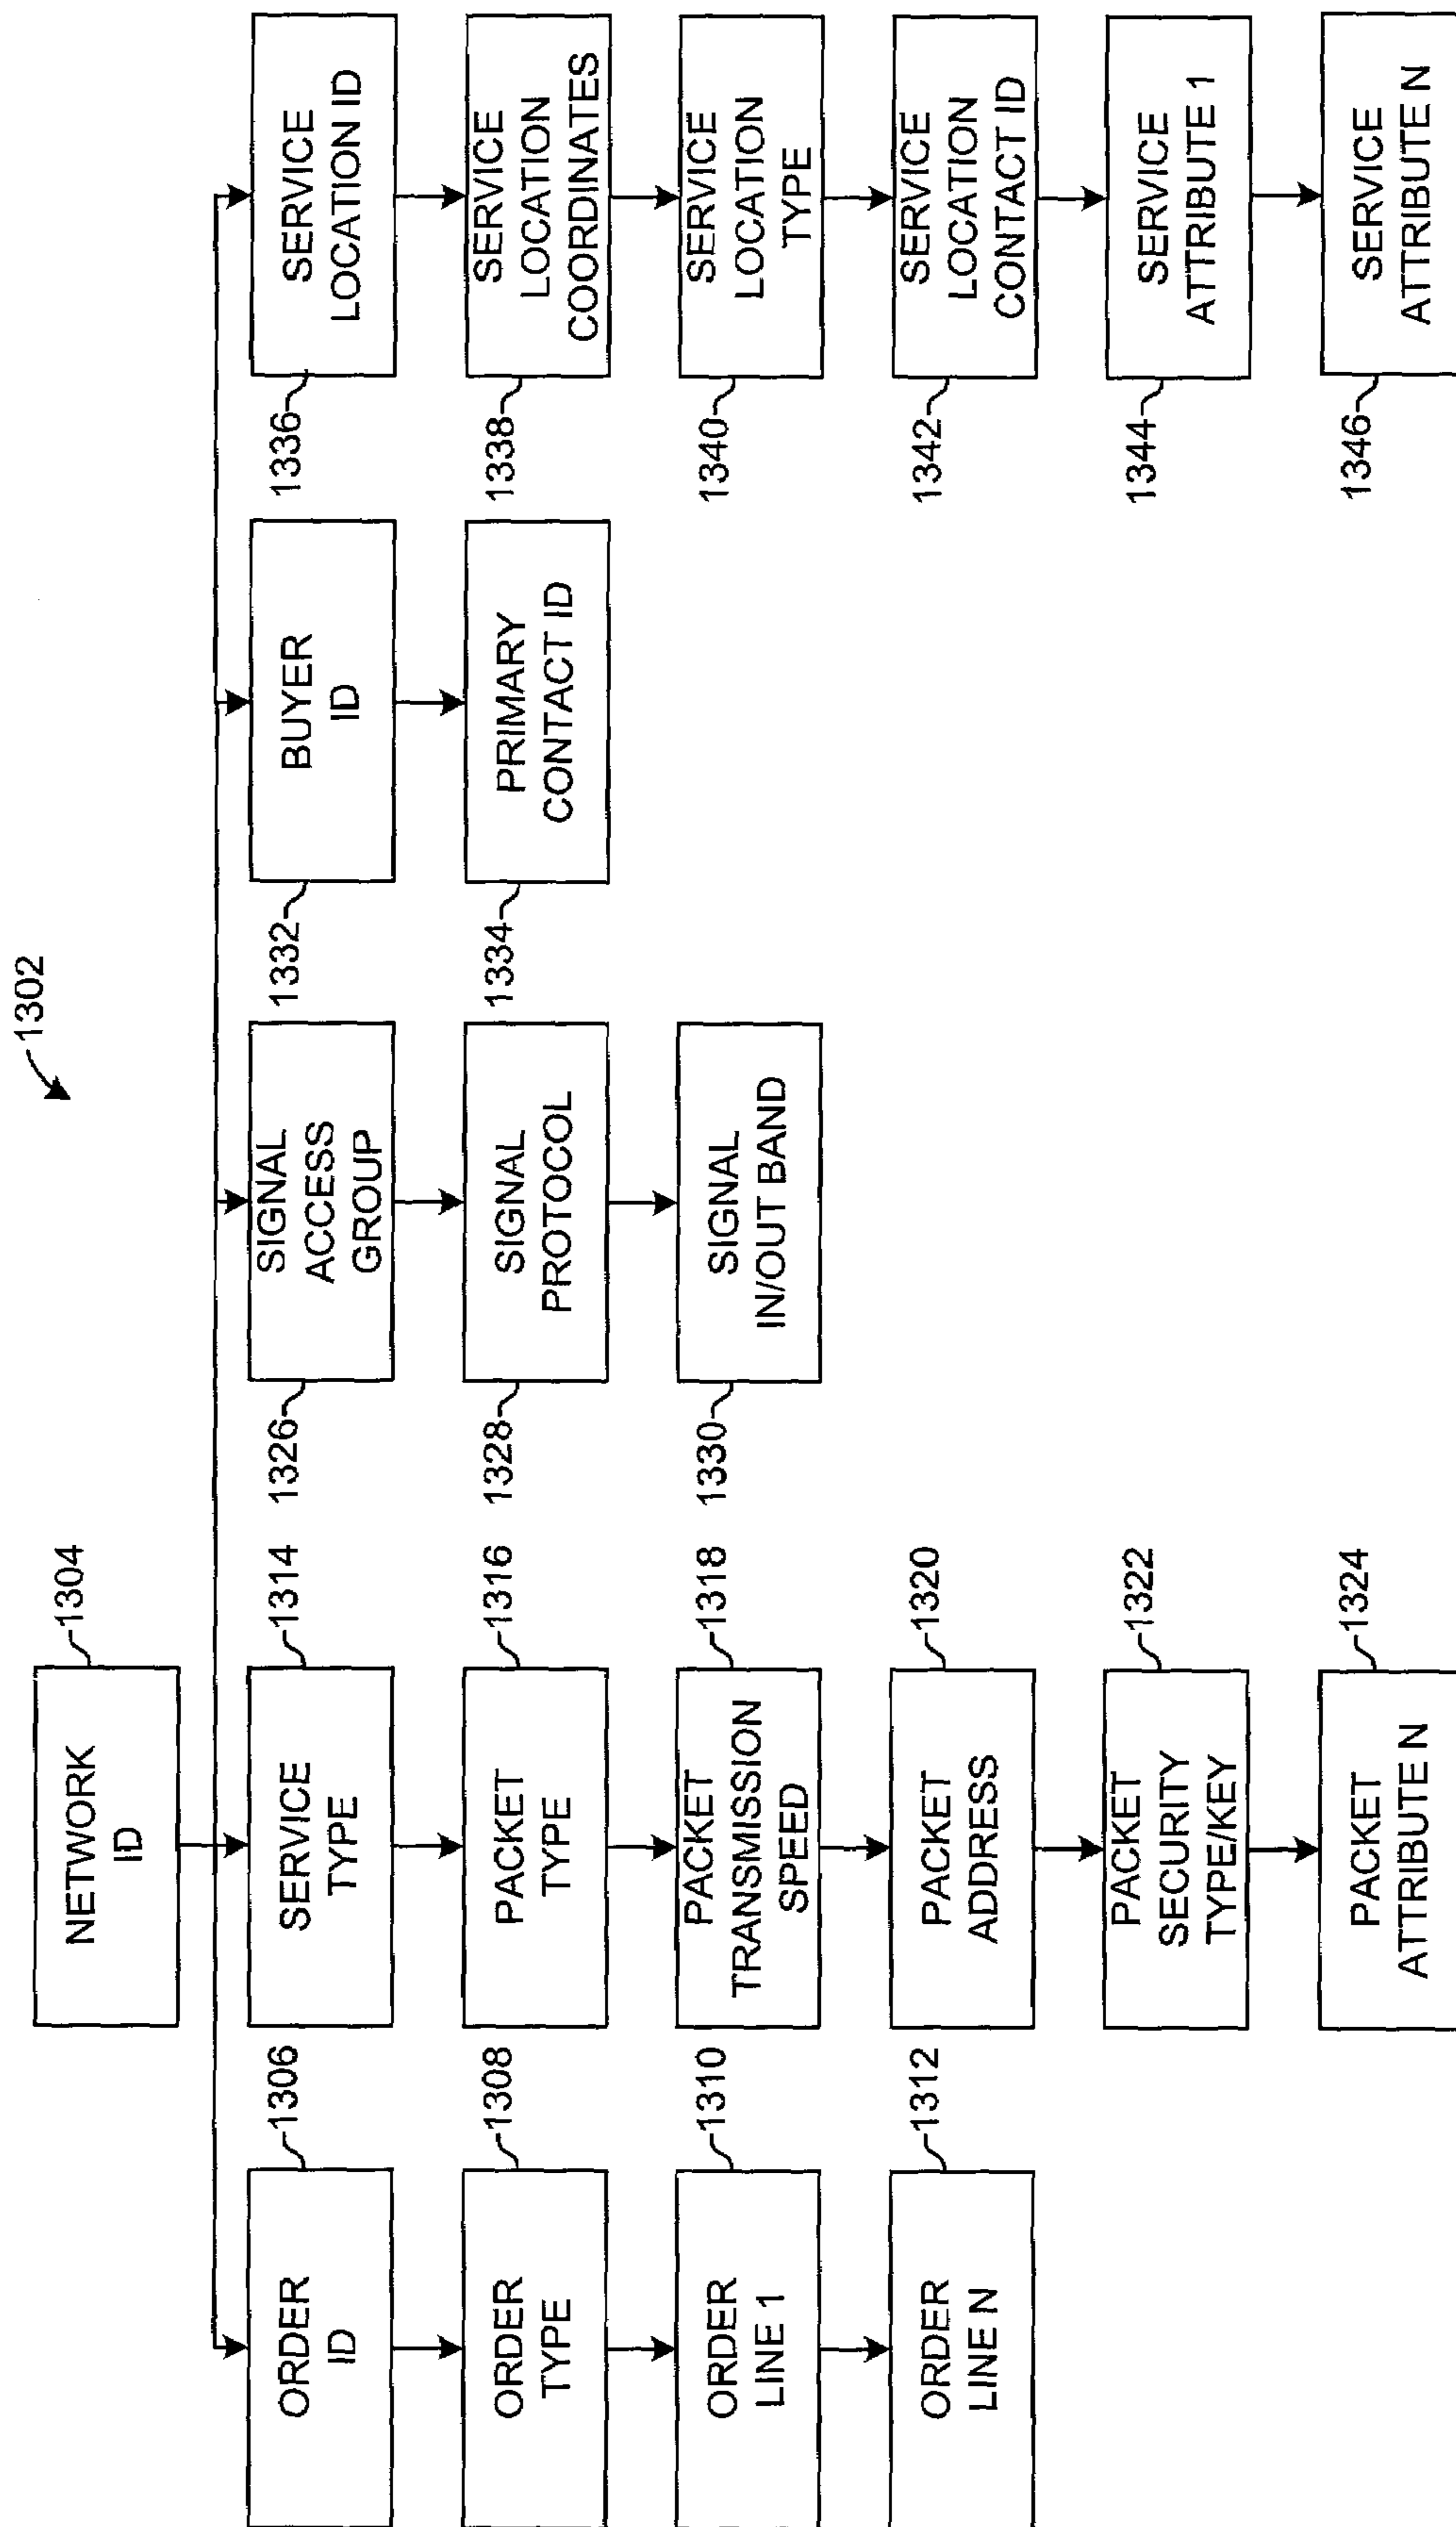 1302
NETWORK
ID
1304
ORDER
ID
1306
ORDER
TYPE
1308
ORDER
LINE 1
1310
ORDER
LINE N
1312
SERVICE
TYPE
1314
PACKET
TYPE
1316
PACKET
TRANSMISSION
SPEED
1318
PACKET
ADDRESS
1320
PACKET
SECURITY
TYPE/KEY
1322
PACKET
ATTRIBUTE N
1324
SIGNAL
ACCESS
GROUP
1326
SIGNAL
PROTOCOL
1328
SIGNAL
IN/OUT BAND
1330
BUYER
ID
1332
PRIMARY
CONTACT ID
1334
SERVICE
LOCATION ID
1336
SERVICE
LOCATION
COORDINATES
1338
SERVICE
LOCATION
TYPE
1340
SERVICE
LOCATION
CONTACT ID
1342
SERVICE
ATTRIBUTE 1
1344
SERVICE
ATTRIBUTE N
1346